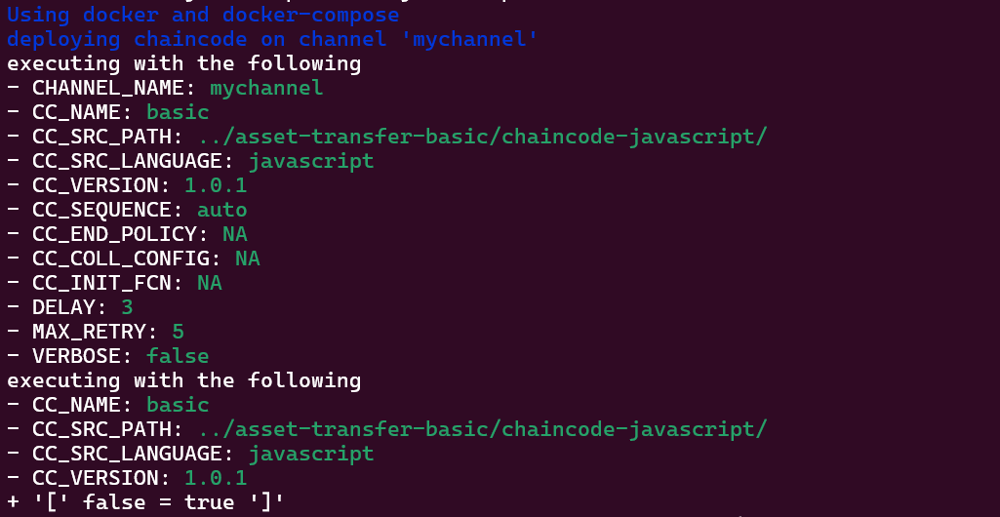 Using docker and docker-compose
deploying chaincode on channel 'mychannel'
executing with the following
- CHANNEL_NAME: mychannel
- CC_NAME: basic
- CC_SRC_PATH: ../asset-transfer-basic/chaincode-javascript/
- CC_SRC_LANGUAGE: javascript
- CC_VERSION: 1.0.1
- CC_SEQUENCE: auto
- CC_END_POLICY: NA
- CC_COLL_CONFIG: NA
- CC_INIT_FCN: NA
- DELAY: 3
- MAX_RETRY: 5
- VERBOSE: false
executing with the following
- CC_NAME: basic
- CC_SRC_PATH: ../asset-transfer-basic/chaincode-javascript/
- CC_SRC_LANGUAGE: javascript
- CC_VERSION: 1.0.1
+ '[' false = true ']'